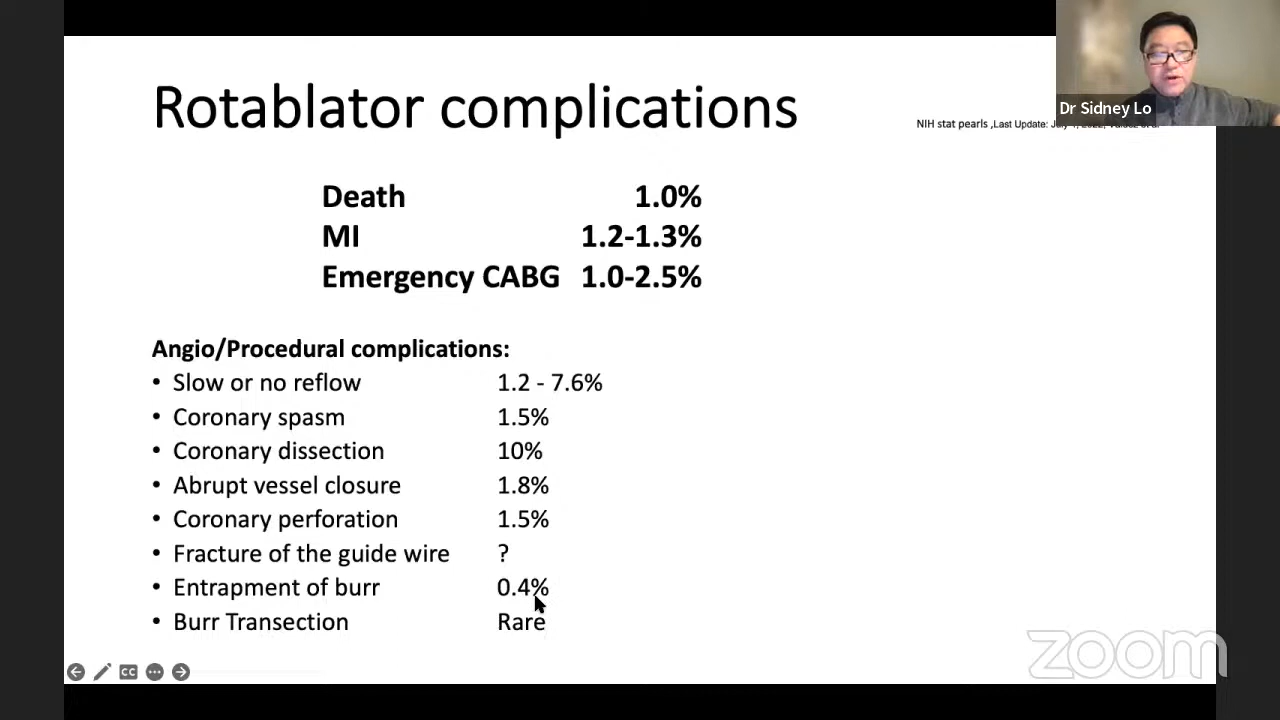 Rotablator complications
Dr Sidney Lo
NIH stat pearls ,Last Update: July
Death 1.0%
MI 1.2-1.3%
Emergency CABG 1.0-2.5%
Angio/Procedural complications:
• Slow or no reflow 1.2 - 7.6%
• Coronary spasm 1.5%
• Coronary dissection 10%
• Abrupt vessel closure 1.8%
• Coronary perforation 1.5%
• Fracture of the guide wire ?
• Entrapment of burr 0.4%
• Burr Transection Rare
CC
zoom